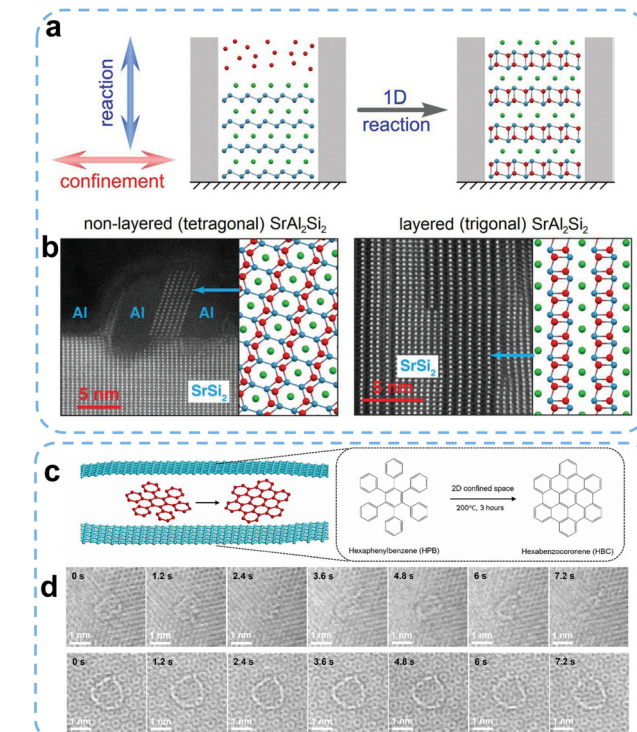 a
reaction
confinement
1D
reaction
non-layered (tetragonal) SrAl₂Si₂
layered (trigonal) SrAl₂Si₂
b
Al
Al
Al
SrSi₂
5 nm
SrSi₂
5 nm
c
2D confined space
200℃, 3 hours
Hexaphenylbenzene (HPB)
Hexabenzocoronene (HBC)
d
0 s
1.2 s
2.4 s
3.6 s
4.8 s
6 s
7.2 s
1 nm
1 nm
1 nm
1 nm
1 nm
1 nm
1 nm
0 s
1.2 s
2.4 s
3.6 s
4.8 s
6 s
7.2 s
1 nm
1 nm
1 nm
1 nm
1 nm
1 nm
1 nm